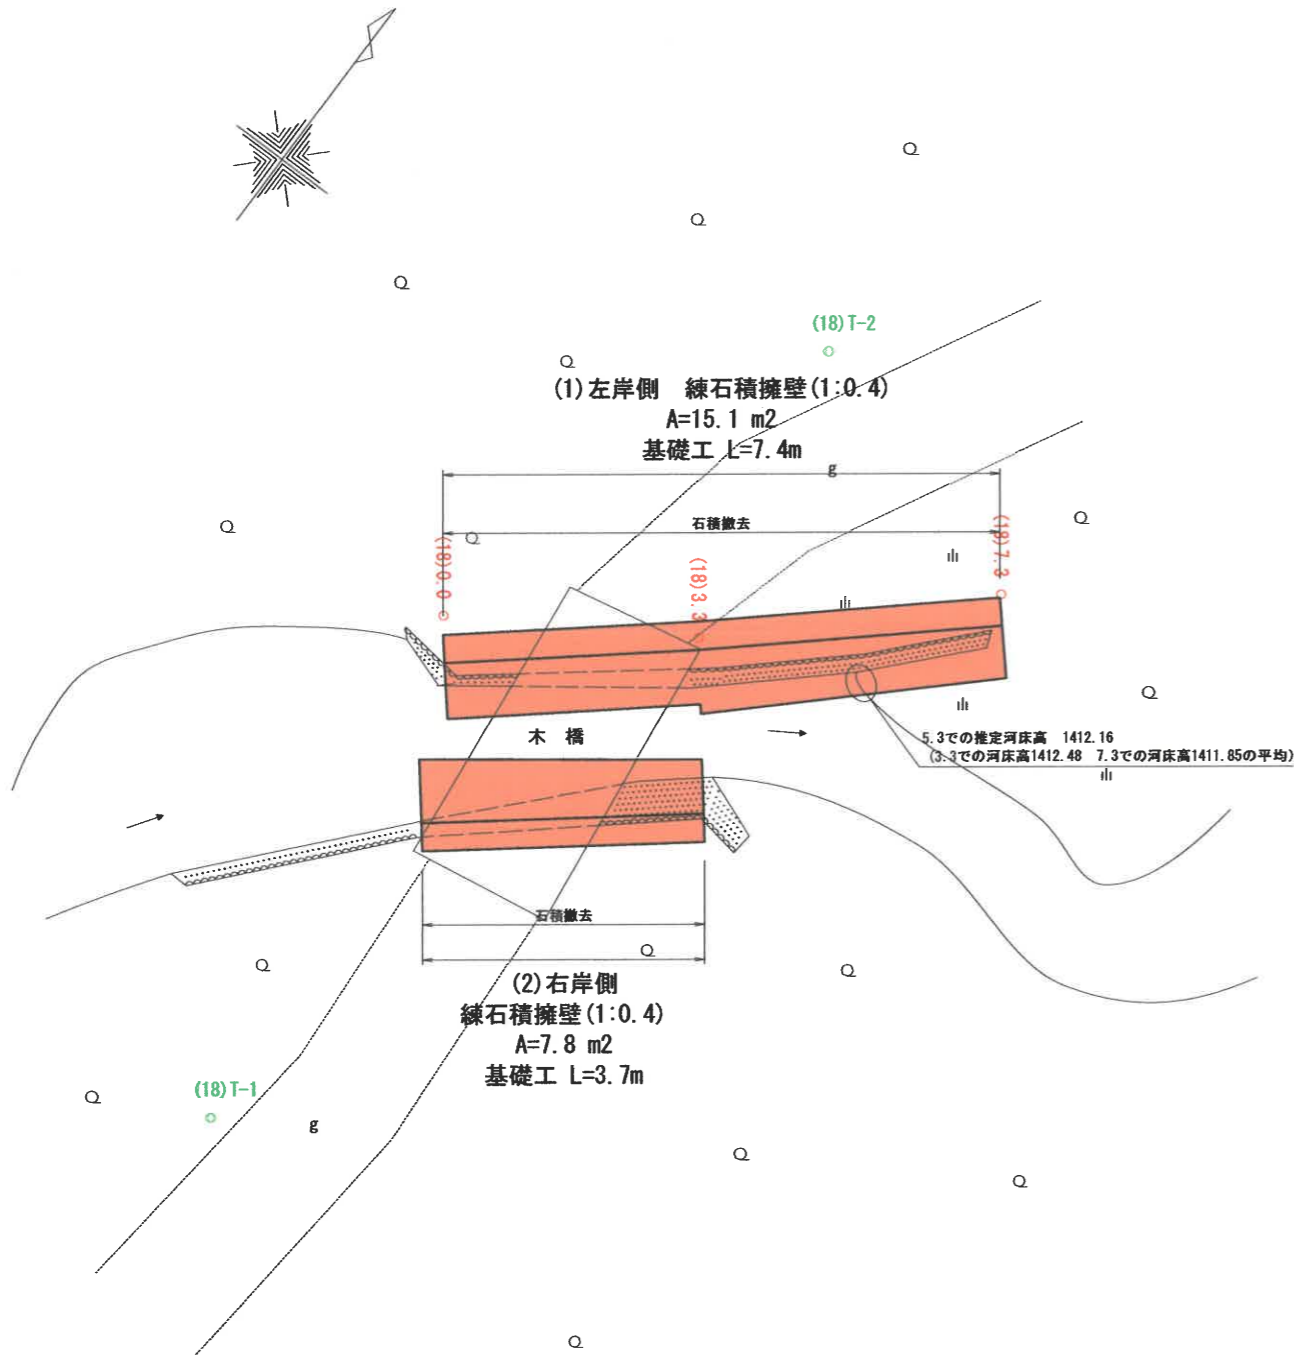 (18)T-2
(1)左岸側　練石積擁壁(1:0.4)
A=15.1 m2
基礎工 L=7.4m
g
石積撤去
(18)0.0
(18)3.3
(18)7.3
木 橋
5.3での推定河床高 1412.16
(3.3での河床高1412.48 7.3での河床高1411.85の平均)
石積撤去
(2)右岸側
練石積擁壁(1:0.4)
A=7.8 m2
基礎工 L=3.7m
(18)T-1
g